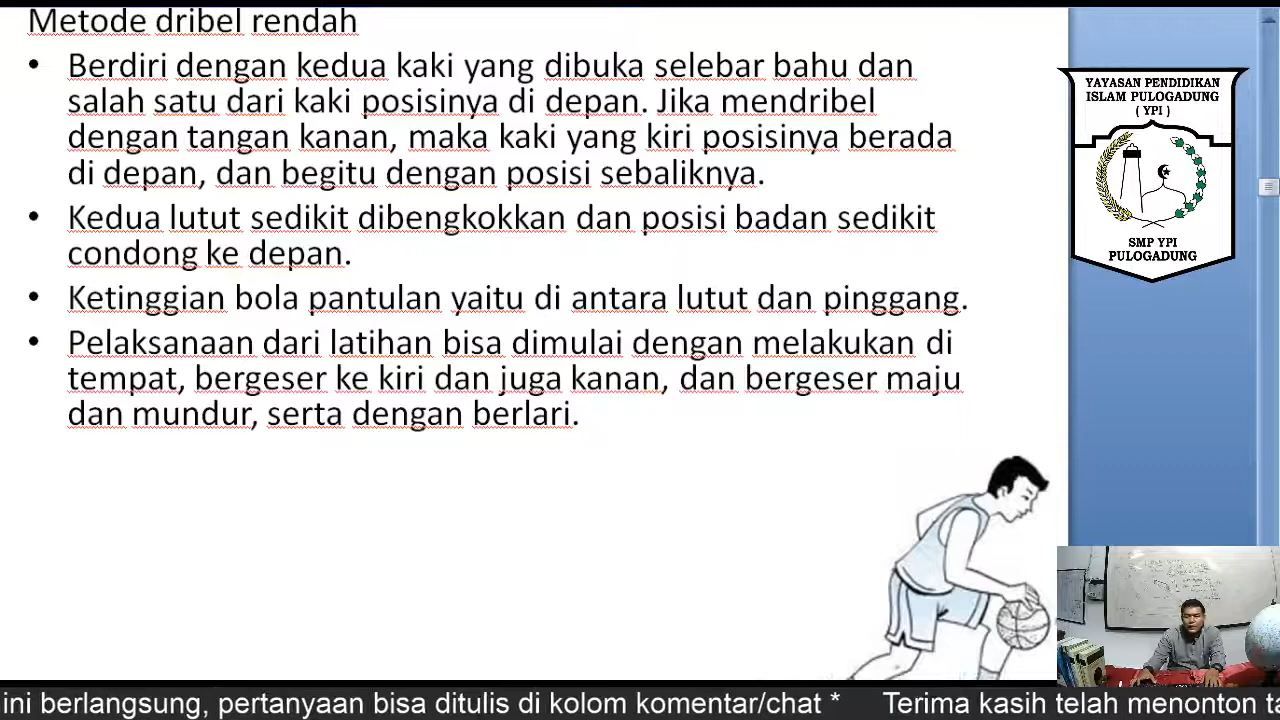 Metode dribel rendah
• Berdiri dengan kedua kaki yang dibuka selebar bahu dan
salah satu dari kaki posisinya di depan. Jika mendribel
dengan tangan kanan, maka kaki yang kiri posisinya berada
di depan, dan begitu dengan posisi sebaliknya.
• Kedua lutut sedikit dibengkokkan dan posisi badan sedikit
condong ke depan.
• Ketinggian bola pantulan yaitu di antara lutut dan pinggang.
• Pelaksanaan dari latihan bisa dimulai dengan melakukan di
tempat, bergeser ke kiri dan juga kanan, dan bergeser maju
dan mundur, serta dengan berlari.
YAYASAN PENDIDIKAN
ISLAM PULOGADUNG
( YPI )
SMP YPI
PULOGADUNG
ini berlangsung, pertanyaan bisa ditulis di kolom komentar/chat * Terima kasih telah menonton ta